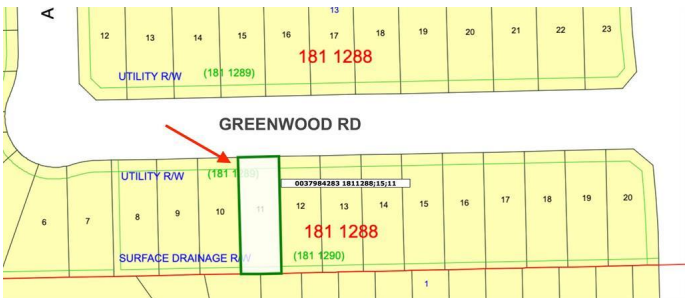 A
13
12 13 14 15 16 17 18 19 20 21 22 23
181 1288
UTILITY R/W (181 1289)
GREENWOOD RD
UTILITY R/W (181 1289)
0037984283 1811288;15;11
6 7 8 9 10 11 12 13 14 15 16 17 18 19 20
181 1288
SURFACE DRAINAGE R/W (181 1290)
1